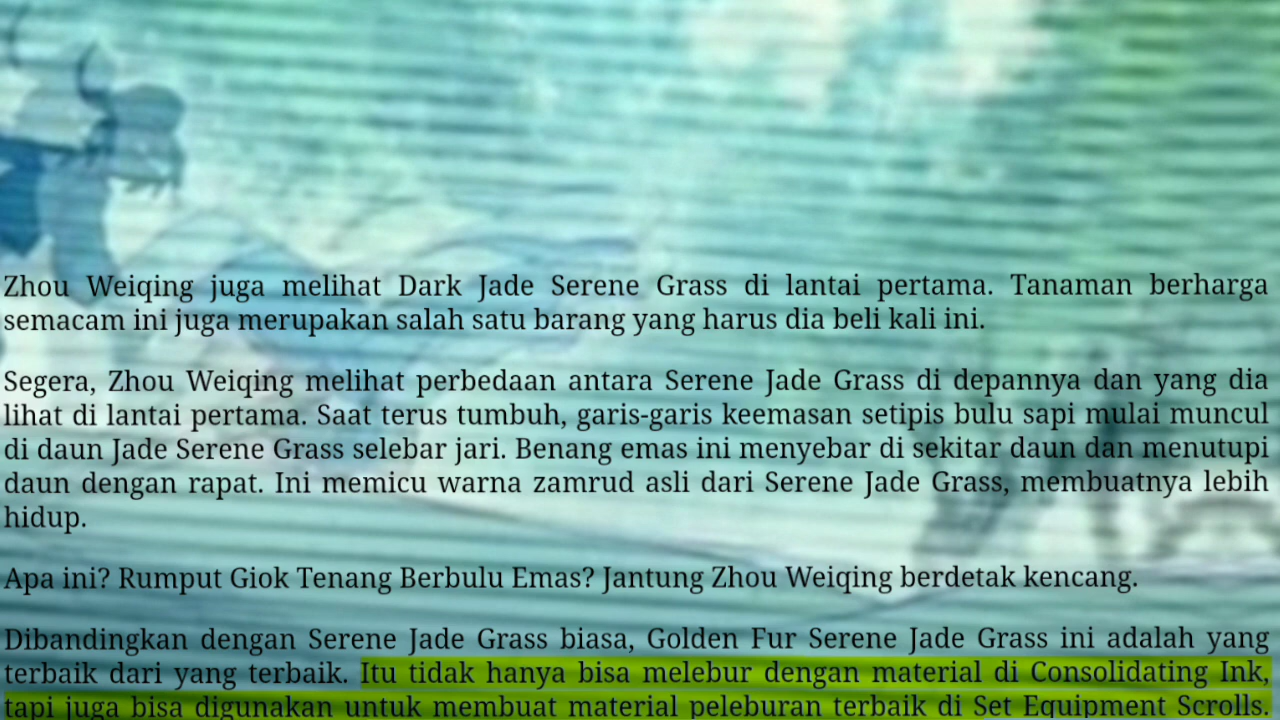 Zhou Weiqing juga melihat Dark Jade Serene Grass di lantai pertama. Tanaman berharga
semacam ini juga merupakan salah satu barang yang harus dia beli kali ini.
Segera, Zhou Weiqing melihat perbedaan antara Serene Jade Grass di depannya dan yang dia
lihat di lantai pertama. Saat terus tumbuh, garis-garis keemasan setipis bulu sapi mulai muncul
di daun Jade Serene Grass selebar jari. Benang emas ini menyebar di sekitar daun dan menutupi
daun dengan rapat. Ini memicu warna zamrud asli dari Serene Jade Grass, membuatnya lebih
hidup.
Apa ini? Rumput Giok Tenang Berbulu Emas? Jantung Zhou Weiqing berdetak kencang.
Dibandingkan dengan Serene Jade Grass biasa, Golden Fur Serene Jade Grass ini adalah yang
terbaik dari yang terbaik. Itu tidak hanya bisa melebur dengan material di Consolidating Ink,
tapi juga bisa digunakan untuk membuat material peleburan terbaik di Set Equipment Scrolls.